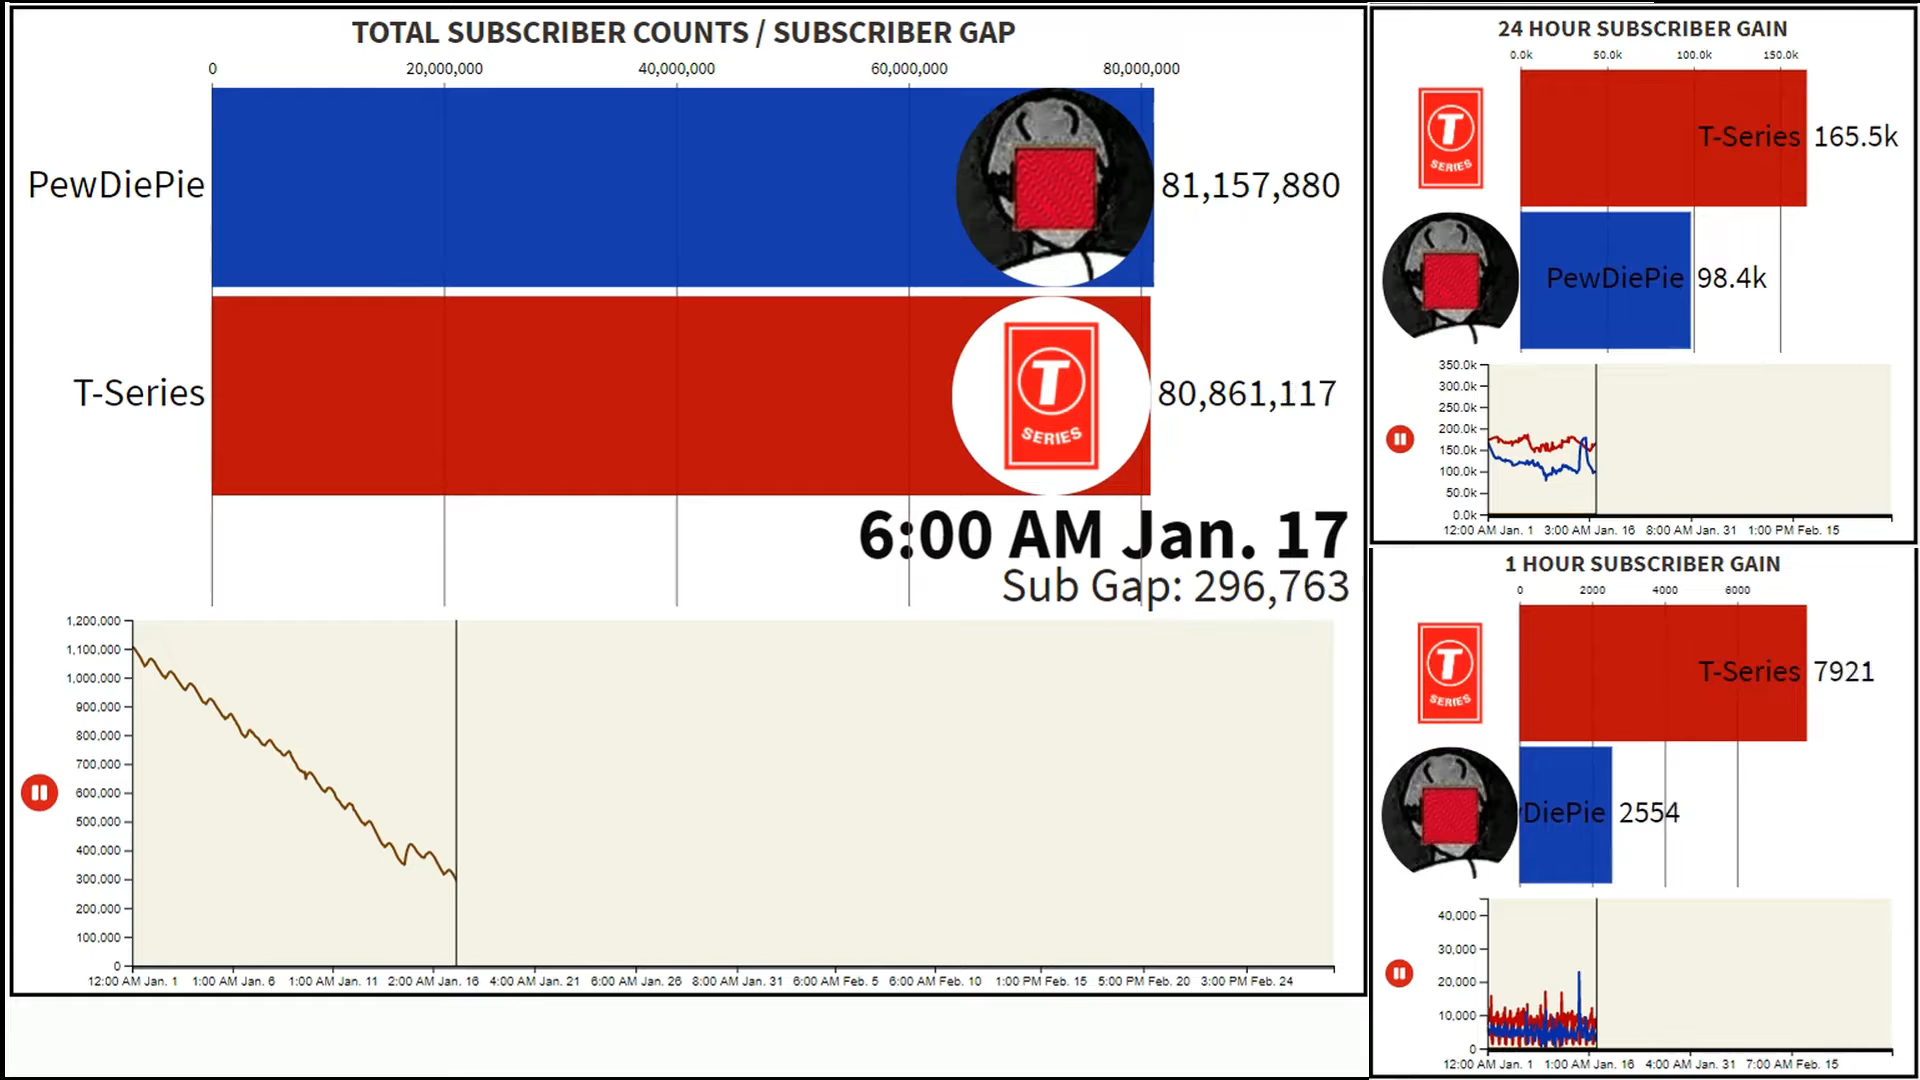 TOTAL SUBSCRIBER COUNTS / SUBSCRIBER GAP
0 20,000,000 40,000,000 60,000,000 80,000,000
PewDiePie 81,157,880
T-Series T SERIES 80,861,117
6:00 AM Jan. 17
Sub Gap: 296,763
1,200,000
1,100,000
1,000,000
900,000
800,000
700,000
600,000
500,000
400,000
300,000
200,000
100,000
0
12:00 AM Jan. 1 1:00 AM Jan. 6 1:00 AM Jan. 11 2:00 AM Jan. 16 4:00 AM Jan. 21 6:00 AM Jan. 26 8:00 AM Jan. 31 6:00 AM Feb. 5 6:00 AM Feb. 10 1:00 PM Feb. 15 5:00 PM Feb. 20 3:00 PM Feb. 24
24 HOUR SUBSCRIBER GAIN
0.0k 50.0k 100.0k 150.0k
T SERIES T-Series 165.5k
PewDiePie 98.4k
350.0k
300.0k
250.0k
200.0k
150.0k
100.0k
50.0k
0.0k
12:00 AM Jan. 1 3:00 AM Jan. 16 8:00 AM Jan. 31 1:00 PM Feb. 15
1 HOUR SUBSCRIBER GAIN
0 2000 4000 6000
T SERIES T-Series 7921
DiePie 2554
40,000
30,000
20,000
10,000
0
12:00 AM Jan. 1 1:00 AM Jan. 16 4:00 AM Jan. 31 7:00 AM Feb. 15